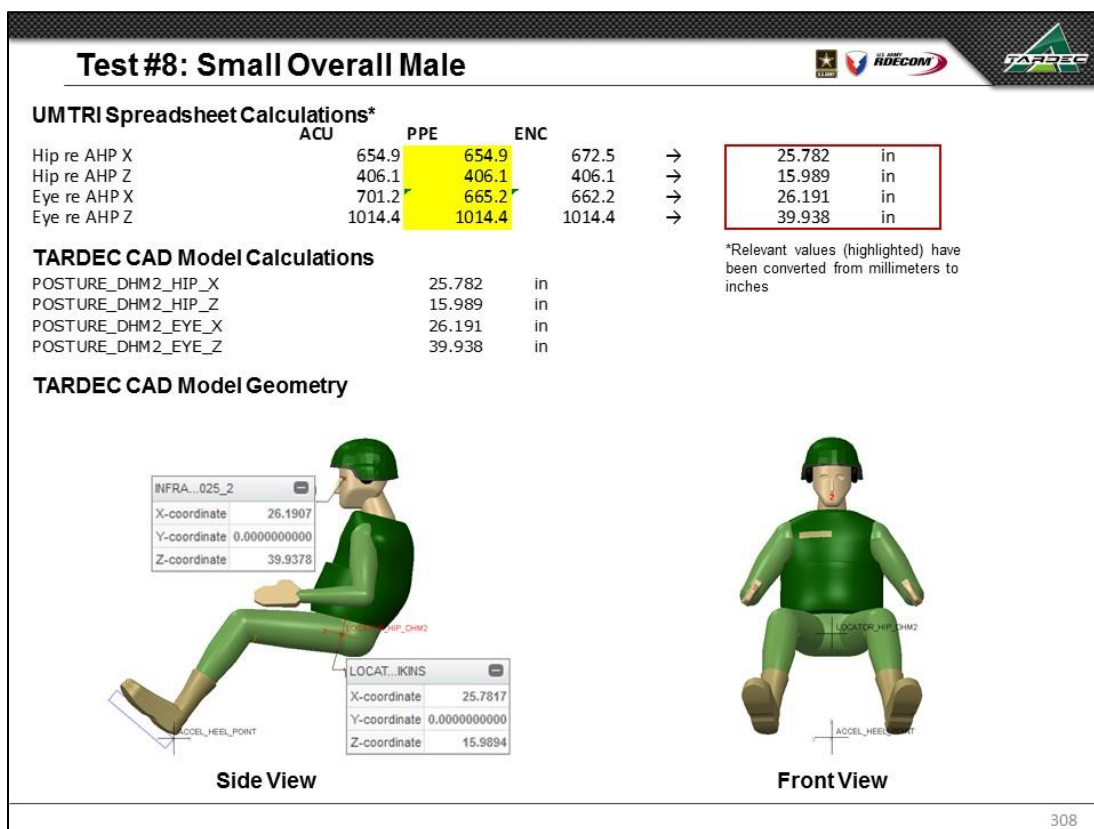 Test #8: Small Overall Male
U.S. ARMY
U.S. ARMY
RDECOM
TARDEC
UMTRI Spreadsheet Calculations*
ACU PPE ENC
Hip re AHP X 654.9 654.9 672.5 → 25.782 in
Hip re AHP Z 406.1 406.1 406.1 → 15.989 in
Eye re AHP X 701.2 665.2 662.2 → 26.191 in
Eye re AHP Z 1014.4 1014.4 1014.4 → 39.938 in
*Relevant values (highlighted) have
been converted from millimeters to
inches
TARDEC CAD Model Calculations
POSTURE_DHM2_HIP_X 25.782 in
POSTURE_DHM2_HIP_Z 15.989 in
POSTURE_DHM2_EYE_X 26.191 in
POSTURE_DHM2_EYE_Z 39.938 in
TARDEC CAD Model Geometry
INFRA...025_2
X-coordinate 26.1907
Y-coordinate 0.0000000000
Z-coordinate 39.9378
LOCATOR_HIP_DHM2
LOCAT...IKINS
X-coordinate 25.7817
Y-coordinate 0.0000000000
Z-coordinate 15.9894
ACCEL_HEEL_POINT
Side View
LOCATOR_HIP_DHM2
ACCEL_HEEL_POINT
Front View
308